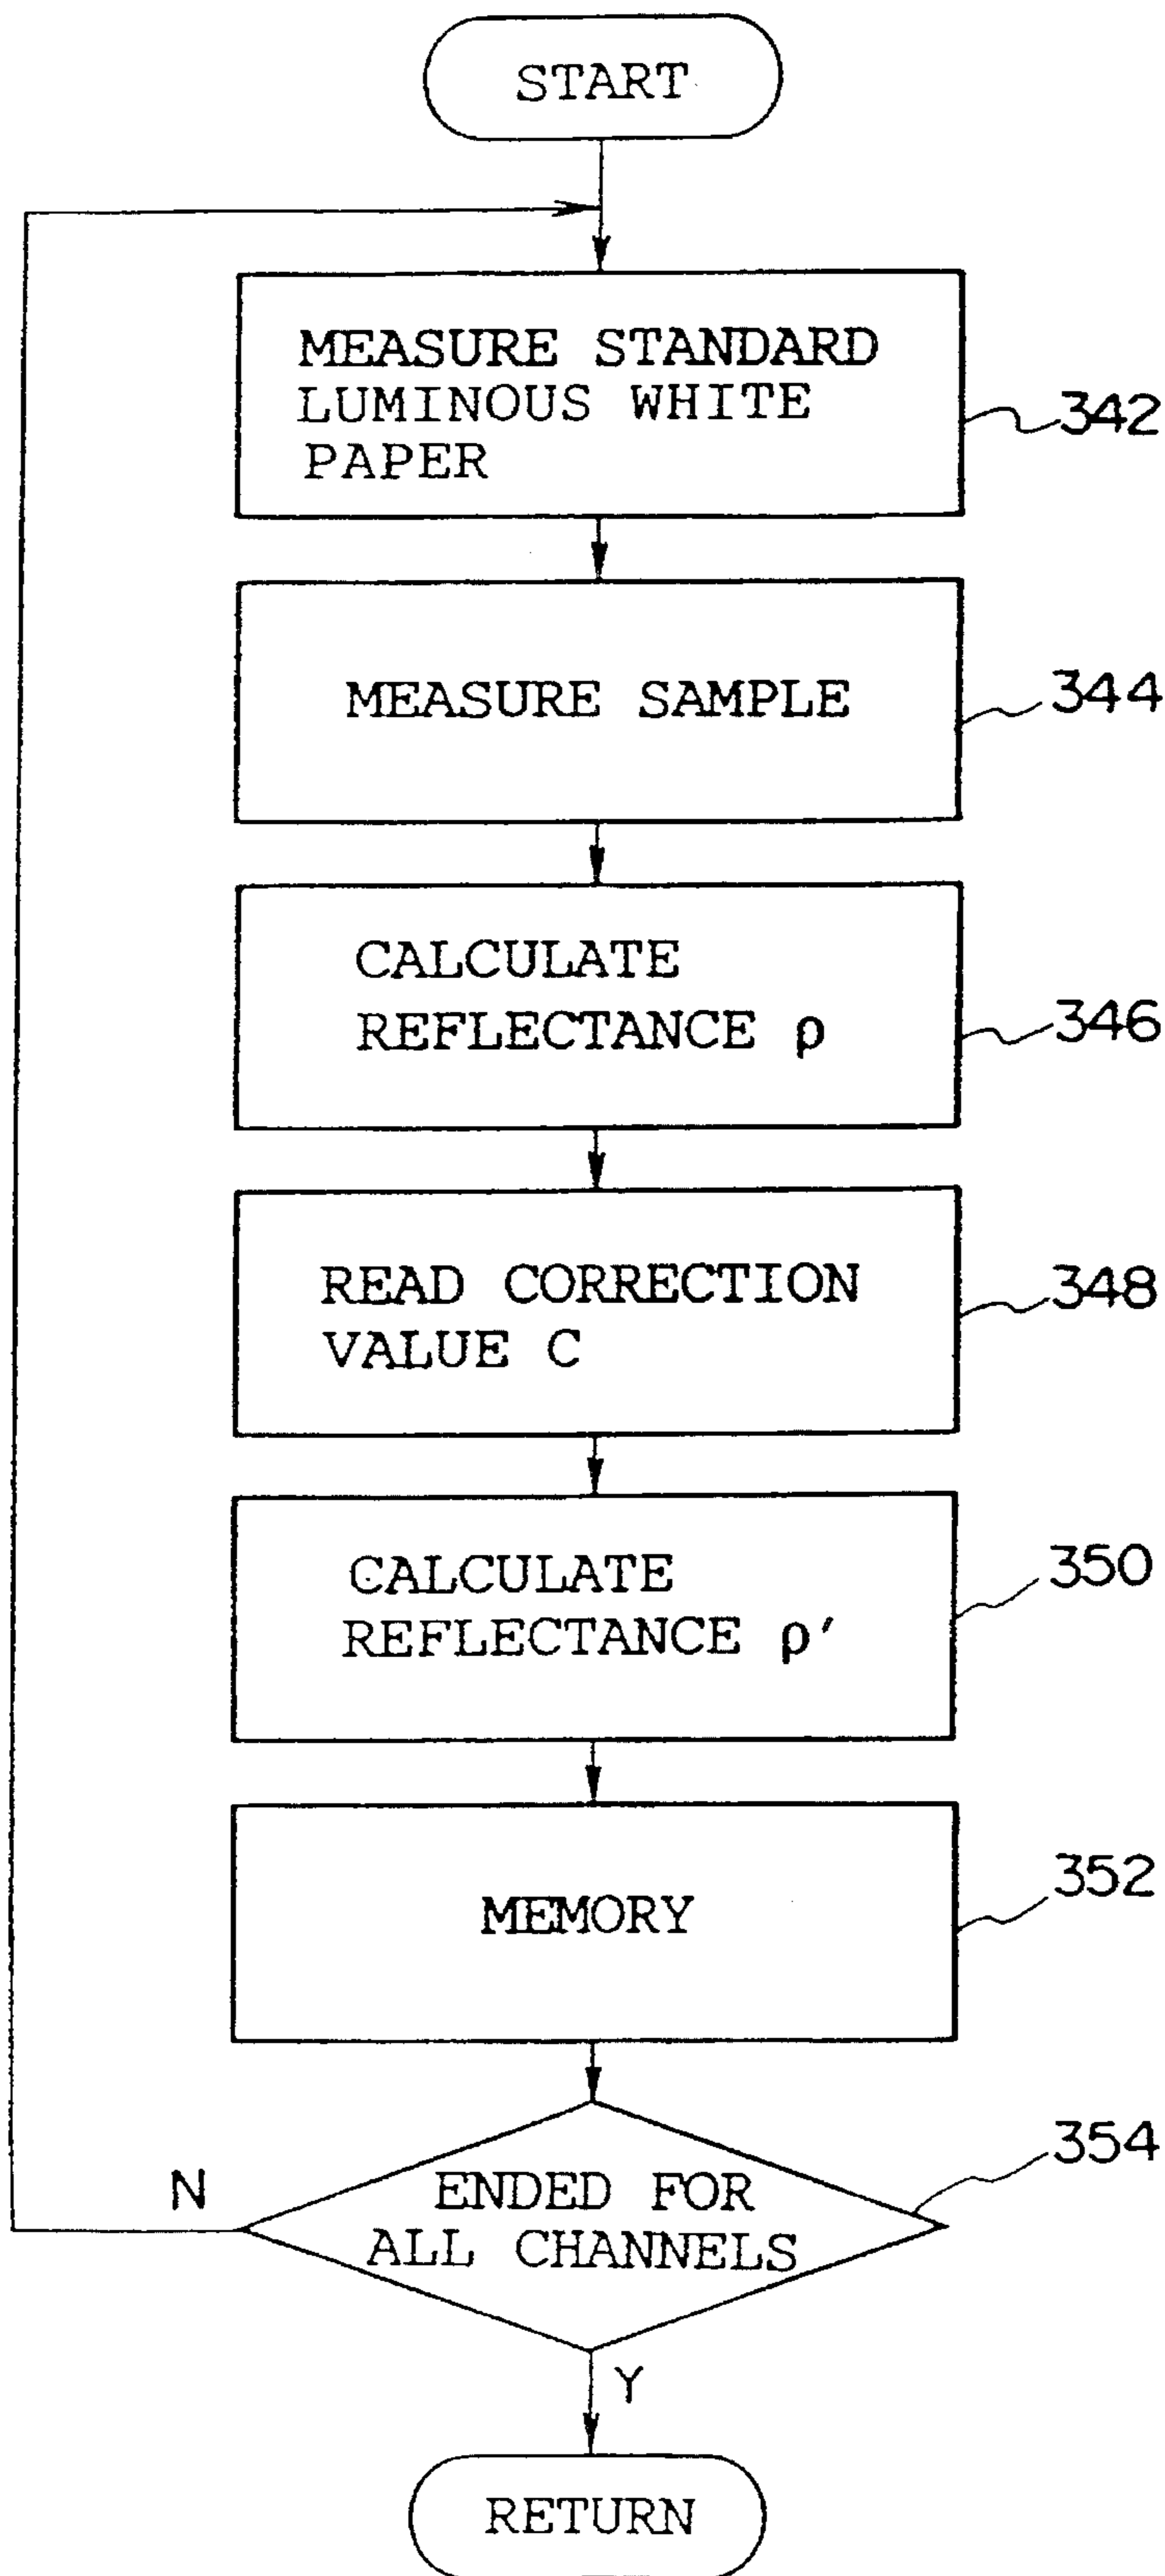 START
MEASURE STANDARD
LUMINOUS WHITE
PAPER
342
MEASURE SAMPLE
344
CALCULATE
REFLECTANCE ρ
346
READ CORRECTION
VALUE C
348
CALCULATE
REFLECTANCE ρ′
350
MEMORY
352
ENDED FOR
ALL CHANNELS
354
N
Y
RETURN